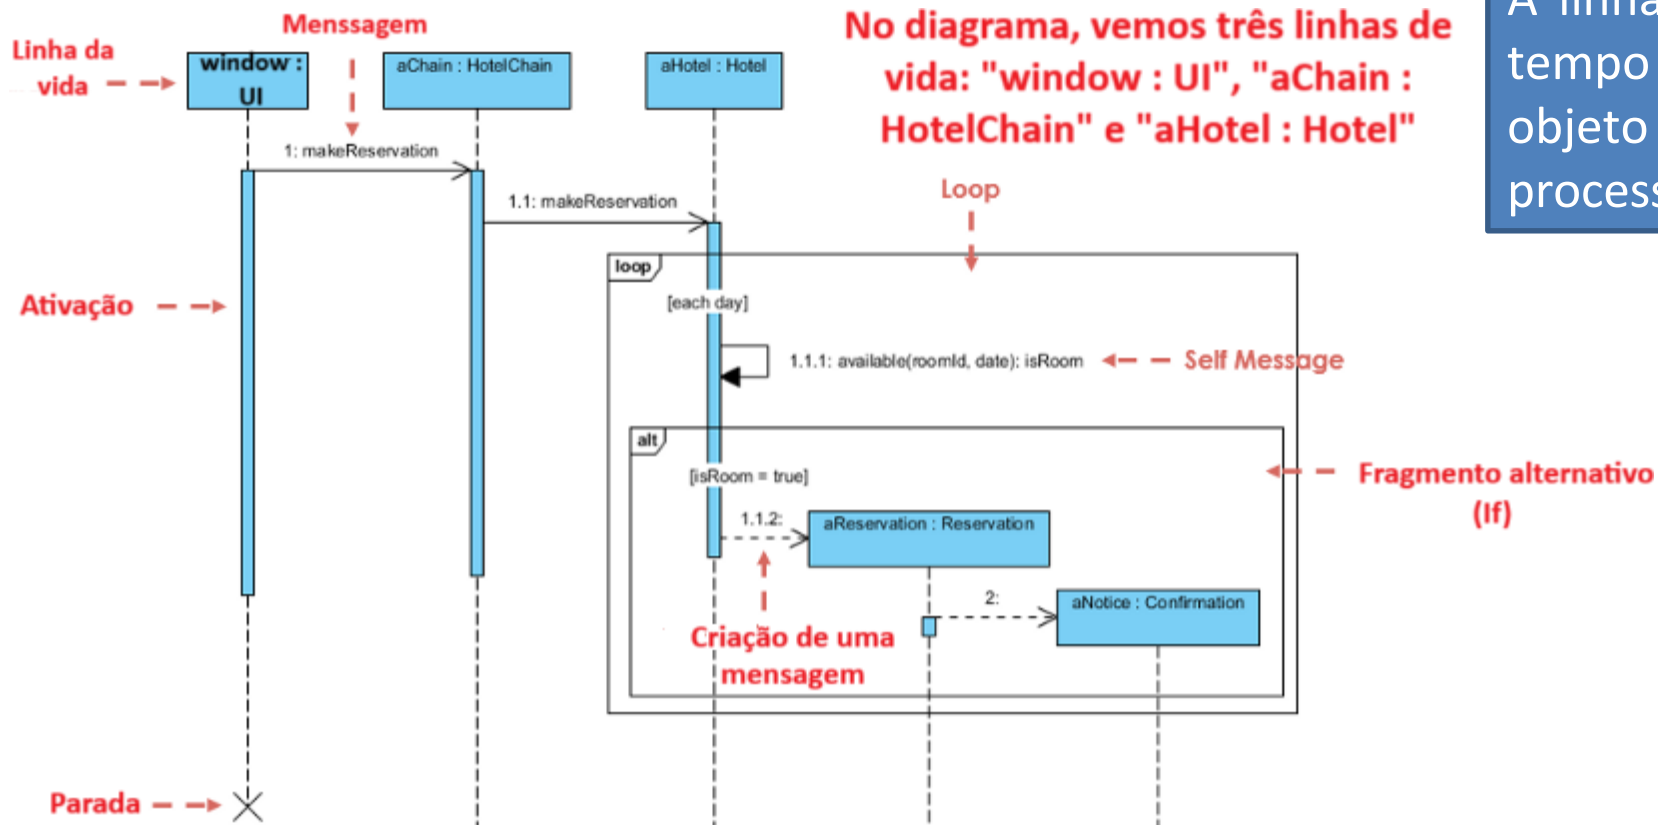 Menssagem
Linha da
vida
window :
UI
aChain : HotelChain
aHotel : Hotel
No diagrama, vemos três linhas de
vida: "window : UI", "aChain :
HotelChain" e "aHotel : Hotel"
A linha
tempo
objeto
process
1: makeReservation
1.1: makeReservation
Loop
loop
[each day]
Ativação
1.1.1: available(roomId, date): isRoom
Self Message
alt
[isRoom = true]
Fragmento alternativo
(If)
1.1.2:
aReservation : Reservation
2:
aNotice : Confirmation
Criação de uma
mensagem
Parada